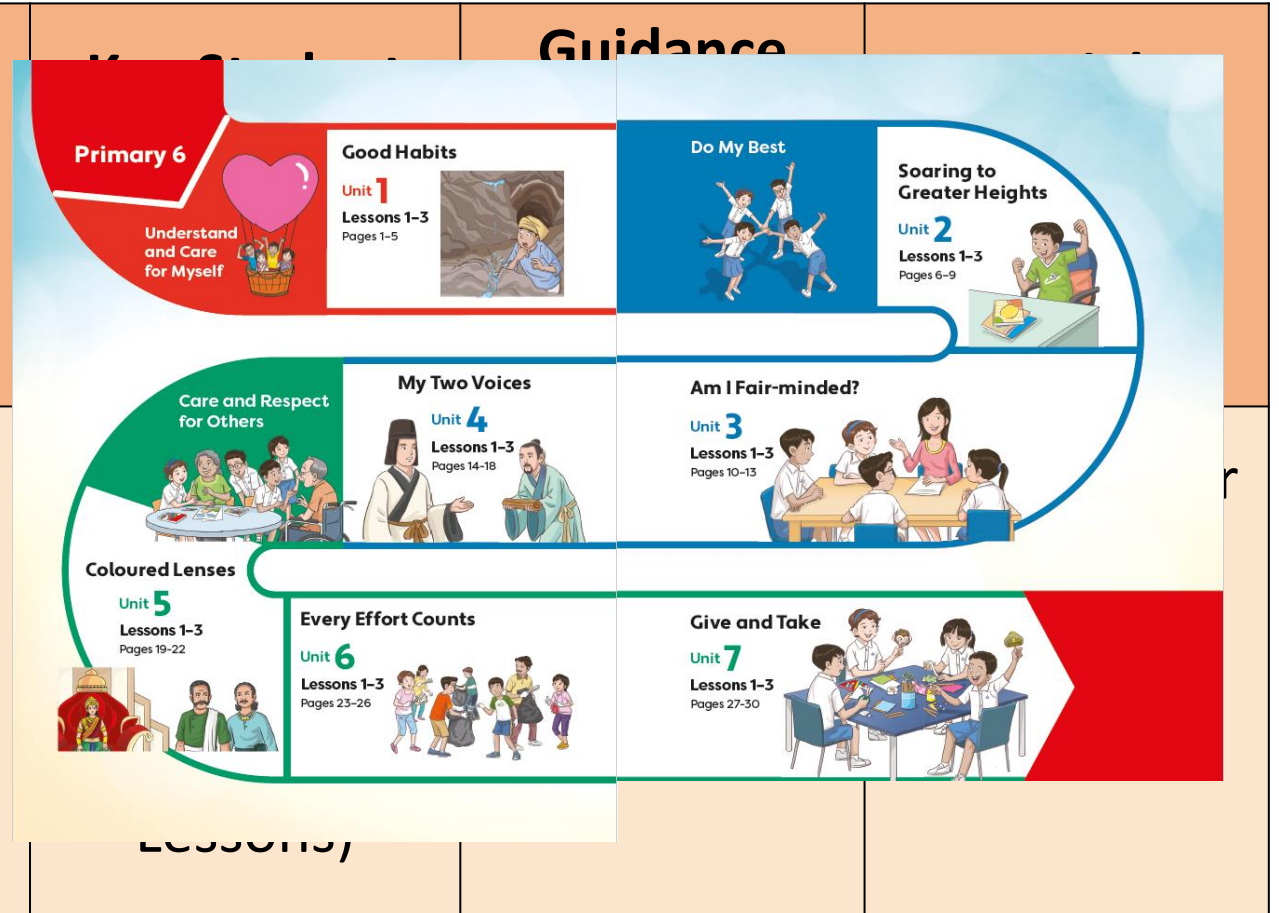 Guidance
Primary 6
Understand
and Care
for Myself
Good Habits
Unit 1
Lessons 1–3
Pages 1–5
Do My Best
Soaring to
Greater Heights
Unit 2
Lessons 1–3
Pages 6–9
Am I Fair-minded?
Unit 3
Lessons 1–3
Pages 10–13
My Two Voices
Unit 4
Lessons 1–3
Pages 14-18
Care and Respect
for Others
Coloured Lenses
Unit 5
Lessons 1–3
Pages 19-22
Every Effort Counts
Unit 6
Lessons 1–3
Pages 23–26
Give and Take
Unit 7
Lessons 1–3
Pages 27-30
Lessons)